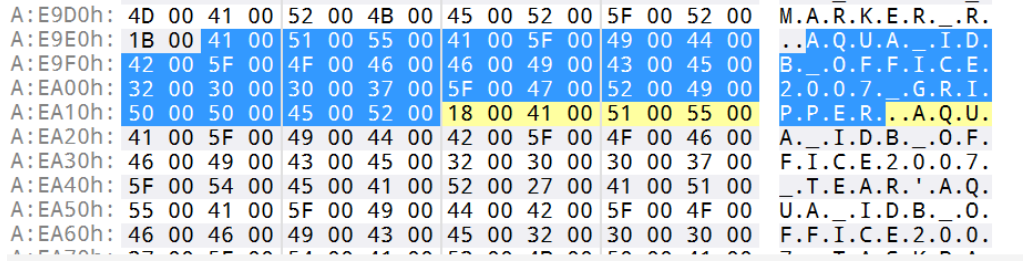 A:E9D0h: 4D 00 41 00 52 00 4B 00 45 00 52 00 5F 00 52 00 M.A.R.K.E.R._.R.
A:E9E0h: 1B 00 41 00 51 00 55 00 41 00 5F 00 49 00 44 00 ..A.Q.U.A._.I.D.
A:E9F0h: 42 00 5F 00 4F 00 46 00 46 00 49 00 43 00 45 00 B._.O.F.F.I.C.E.
A:EA00h: 32 00 30 00 30 00 37 00 5F 00 47 00 52 00 49 00 2.0.0.7._.G.R.I.
A:EA10h: 50 00 50 00 45 00 52 00 18 00 41 00 51 00 55 00 P.P.E.R...A.Q.U.
A:EA20h: 41 00 5F 00 49 00 44 00 42 00 5F 00 4F 00 46 00 A._.I.D.B._.O.F.
A:EA30h: 46 00 49 00 43 00 45 00 32 00 30 00 30 00 37 00 F.I.C.E.2.0.0.7.
A:EA40h: 5F 00 54 00 45 00 41 00 52 00 27 00 41 00 51 00 _.T.E.A.R.'.A.Q.
A:EA50h: 55 00 41 00 5F 00 49 00 44 00 42 00 5F 00 4F 00 U.A._.I.D.B._.O.
A:EA60h: 46 00 46 00 49 00 43 00 45 00 32 00 30 00 30 00 F.F.I.C.E.2.0.0.